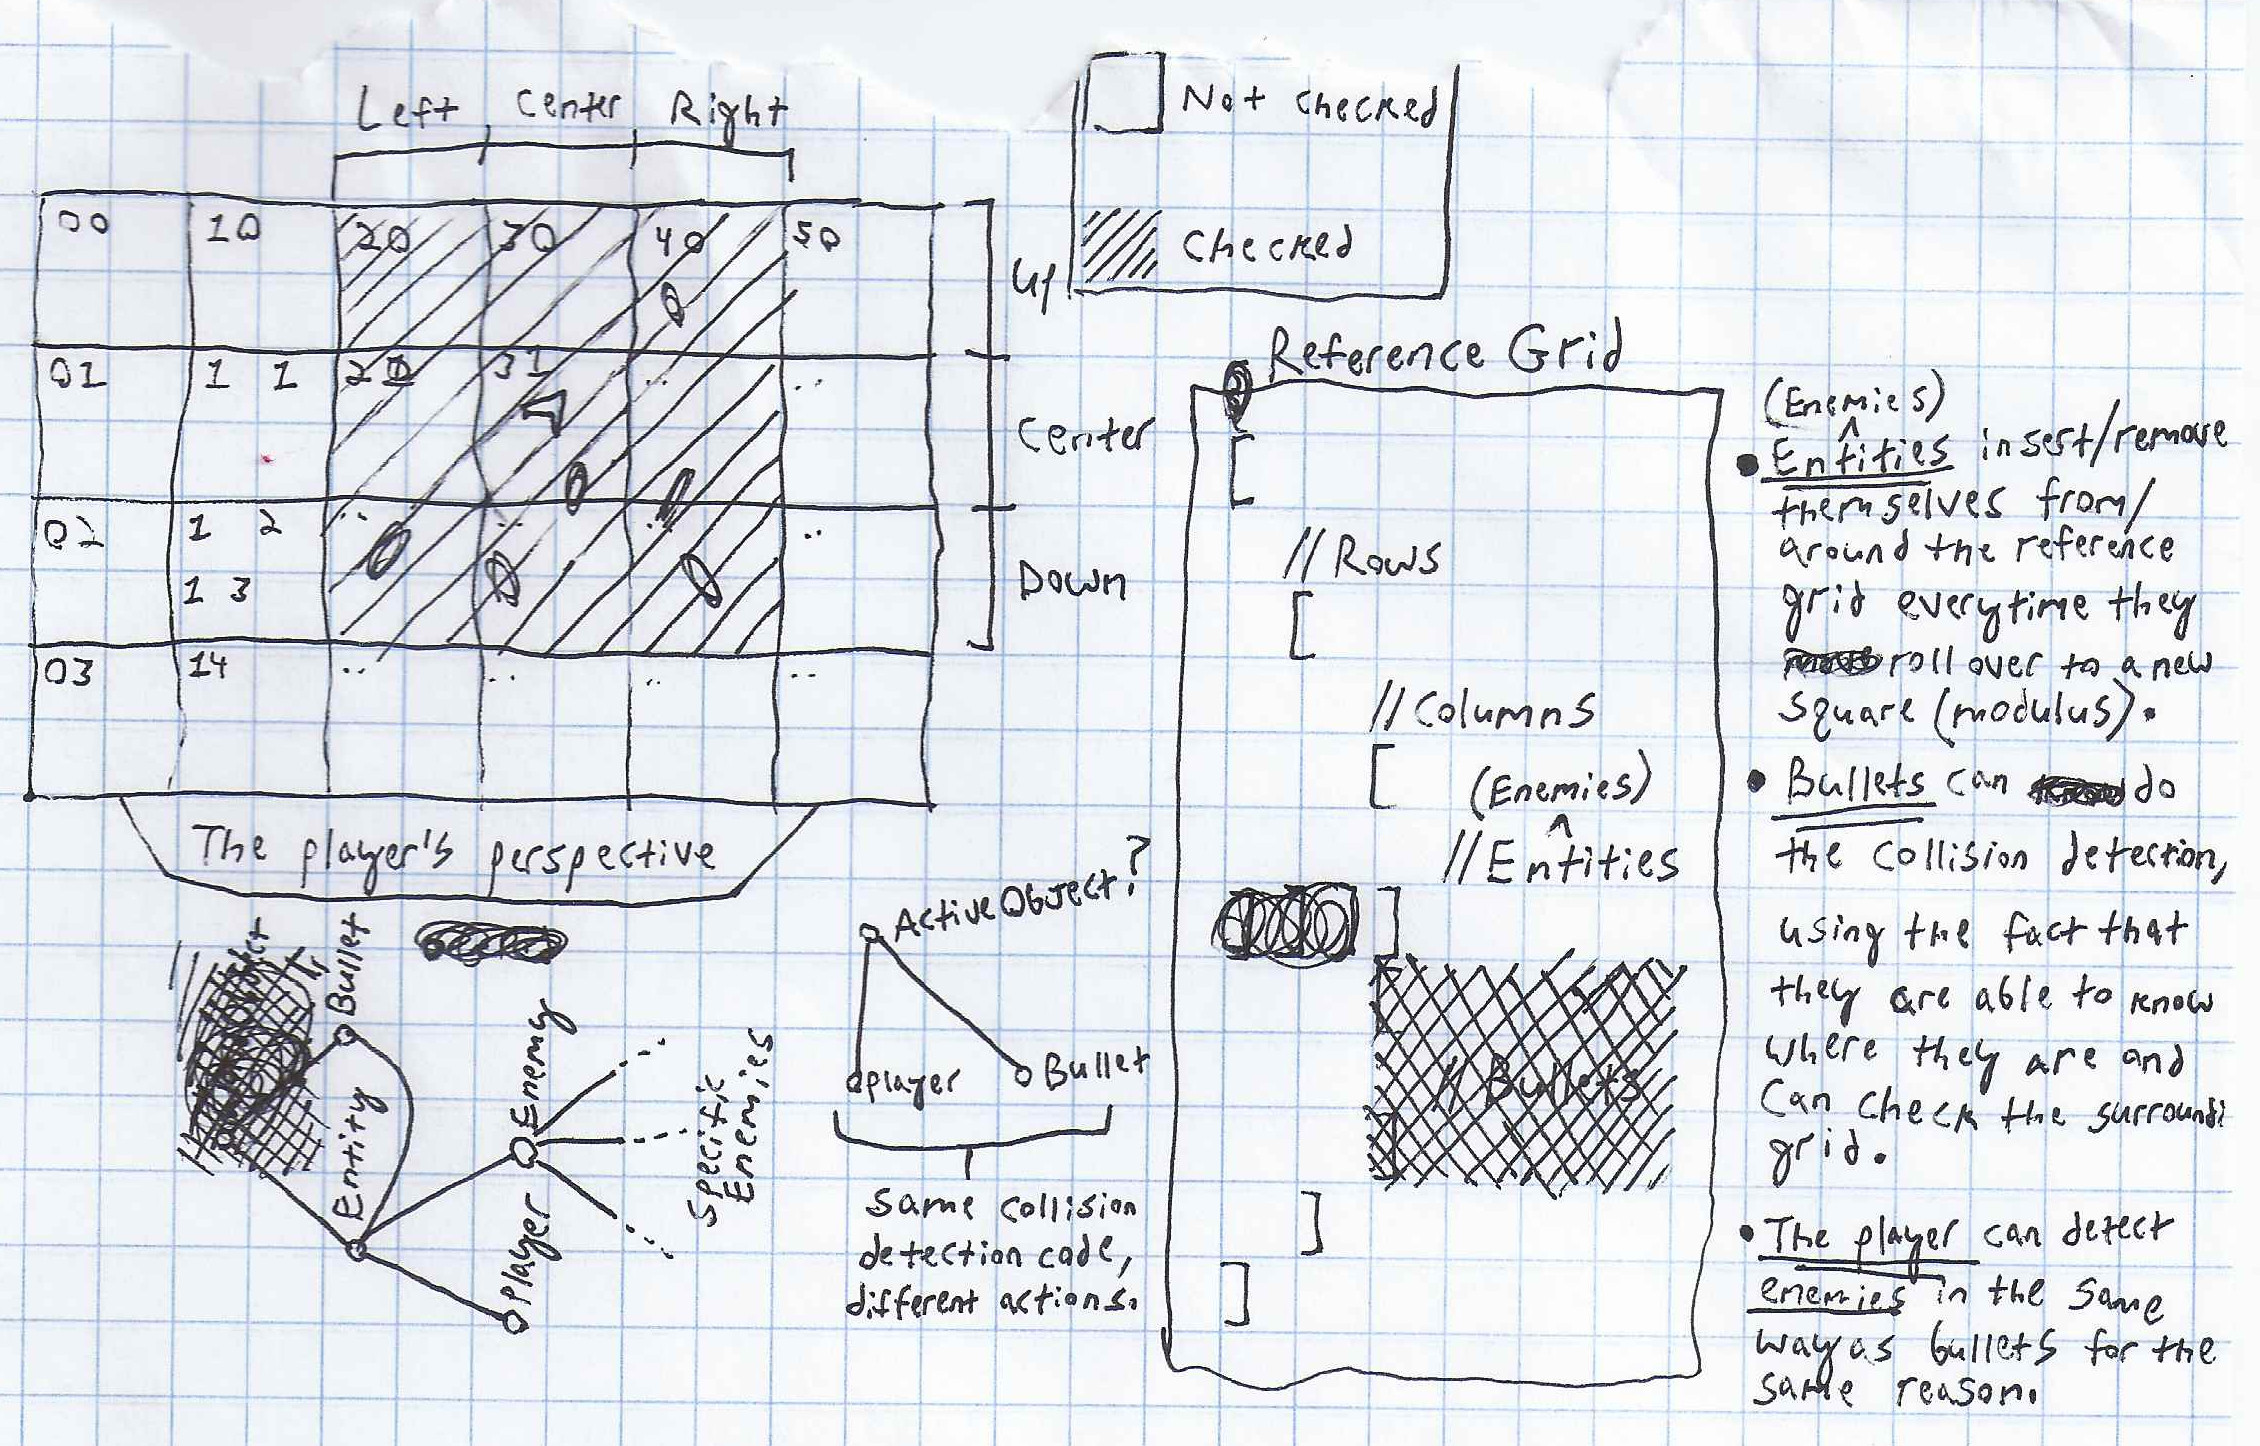 Left Center Right
00 10 20 30 40 50
01 1 1 20 31 .. ..
02 1 2 .. .. .. ..
1 3
03 14 .. .. .. ..
Up
Center
Down
The player's perspective
Not checked
Checked
Reference Grid
[
//Rows
[
//Columns
[ (Enemies)
^
//Entities
]
//Bullets
]
]
(Enemies)
^
• Entities insert/remove
themselves from/
around the reference
grid everytime they
roll over to a new
square (modulus).
• Bullets can do
the collision detection,
using the fact that
they are able to know
where they are and
can check the surroundi
grid.
• The player can detect
enemies in the same
way as bullets for the
same reason.
Bullet
Entity
Enemy
Player
Specific
Enemies
ActiveObject?
player
Bullet
same collision
detection code,
different actions.